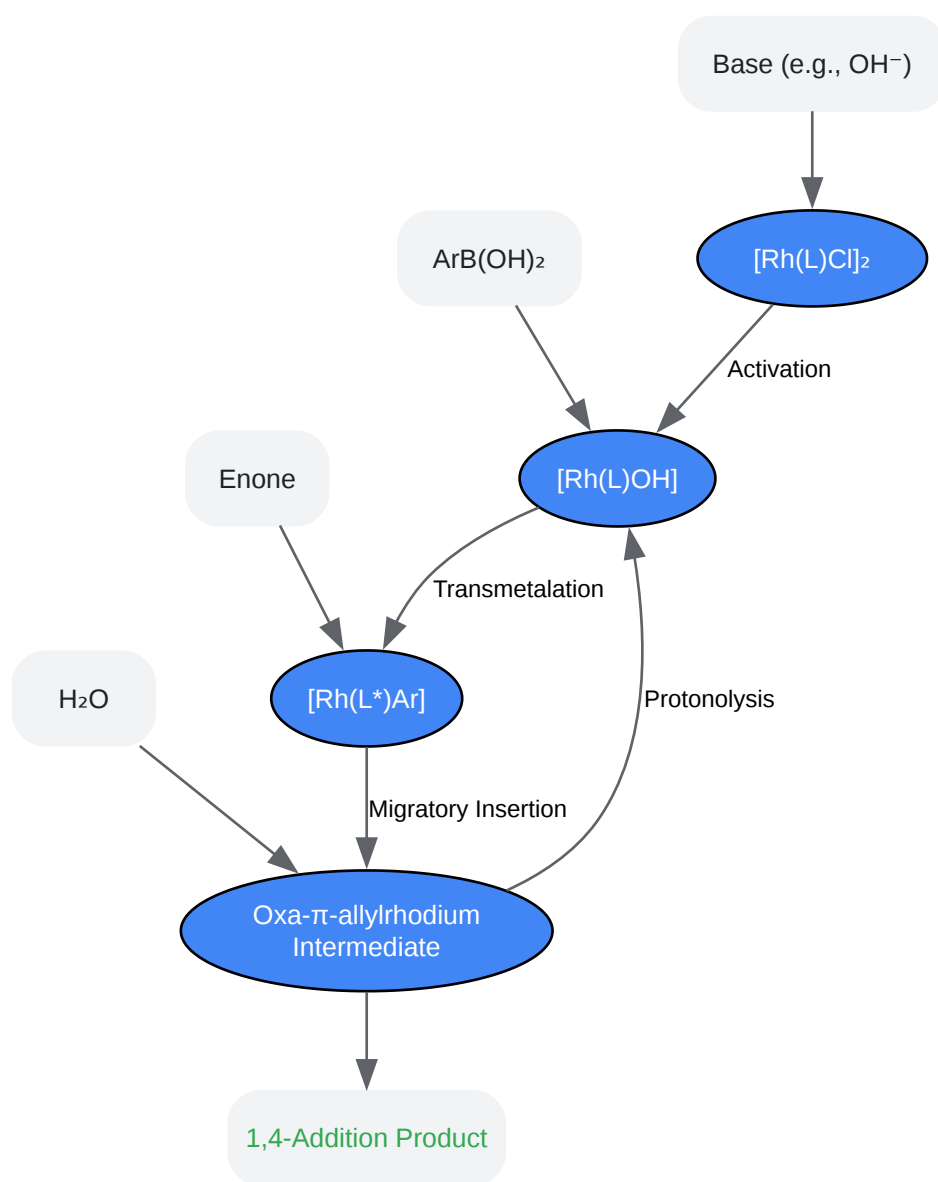 Base (e.g., OH⁻)
ArB(OH)₂
[Rh(L)Cl]₂
Activation
Enone
[Rh(L)OH]
Transmetalation
H₂O
[Rh(L*)Ar]
Protonolysis
Migratory Insertion
Oxa-π-allylrhodium
Intermediate
1,4-Addition Product